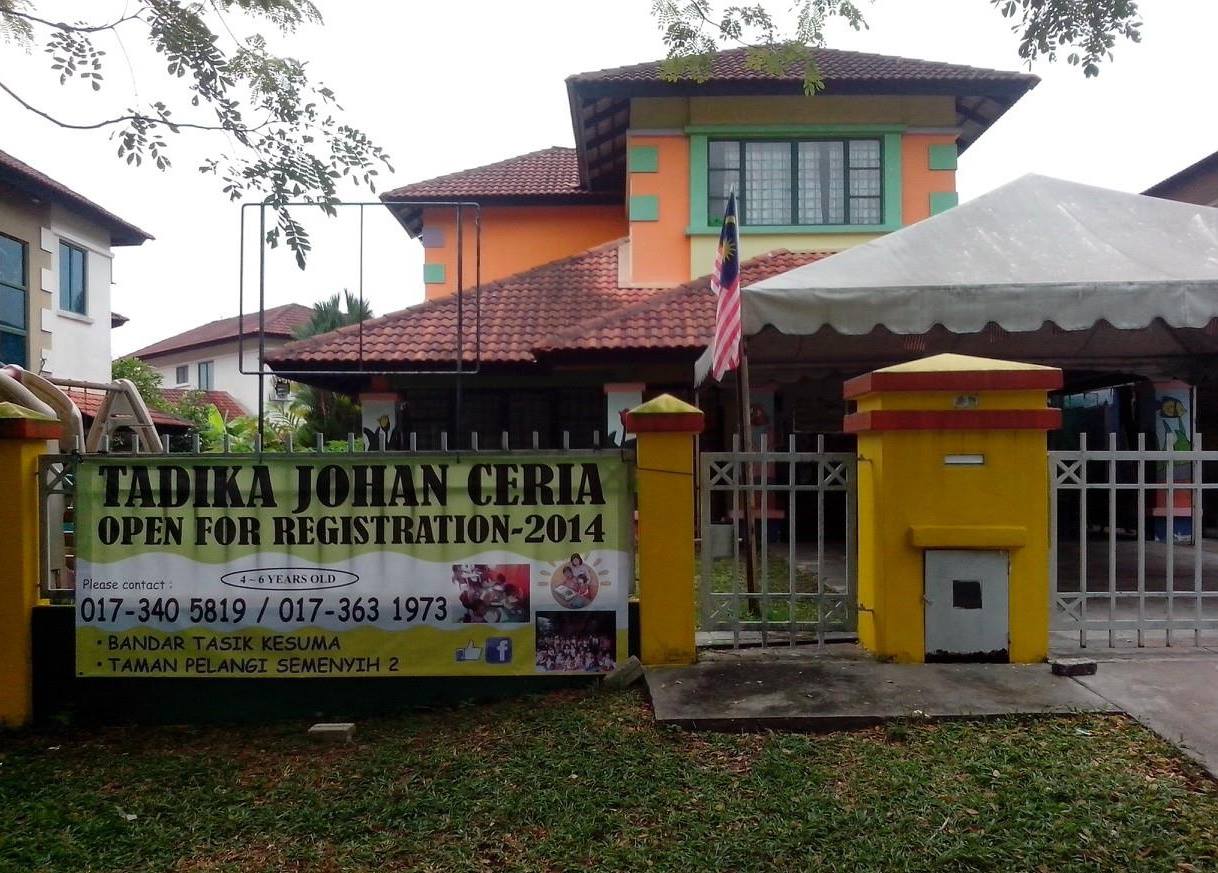 TADIKA JOHAN CERIA
OPEN FOR REGISTRATION-2014
4 ~ 6 YEARS OLD
Please contact :
017-340 5819 / 017-363 1973
• BANDAR TASIK KESUMA
• TAMAN PELANGI SEMENYIH 2
f